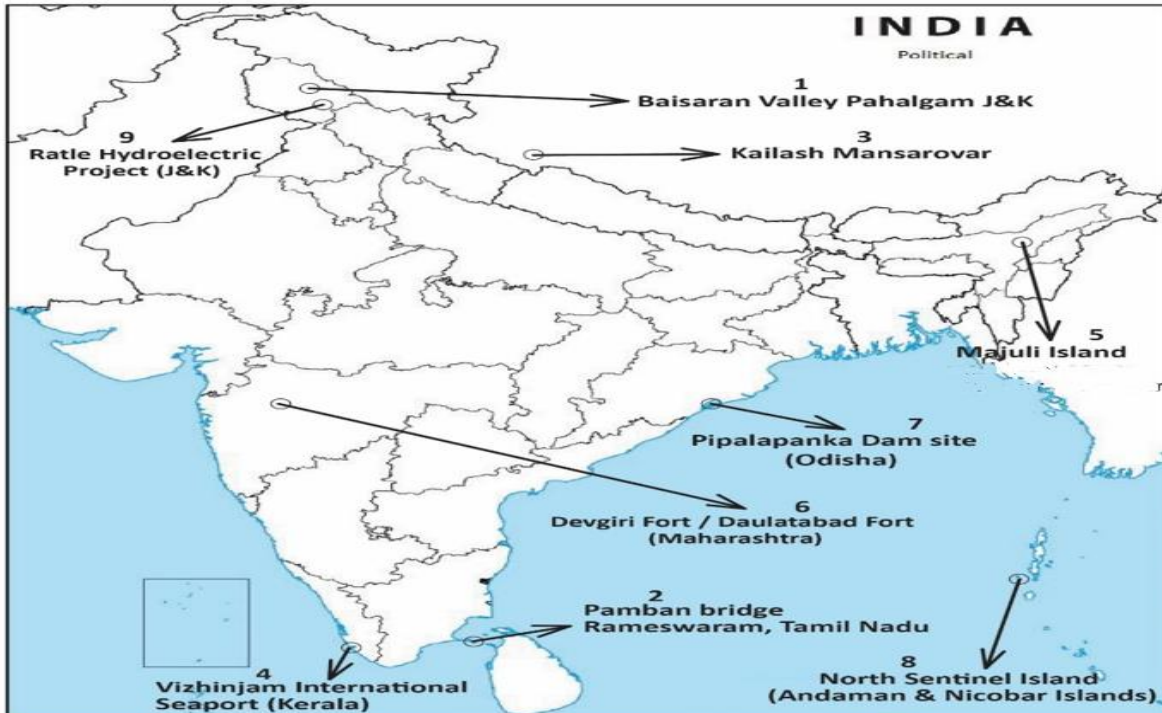 INDIA
Political
1
Baisaran Valley Pahalgam J&K
9
Ratle Hydroelectric
Project (J&K)
3
Kailash Mansarovar
5
Majuli Island
7
Pipalapanka Dam site
(Odisha)
6
Devgiri Fort / Daulatabad Fort
(Maharashtra)
2
Pamban bridge
Rameswaram, Tamil Nadu
4
Vizhinjam International
Seaport (Kerala)
8
North Sentinel Island
(Andaman & Nicobar Islands)